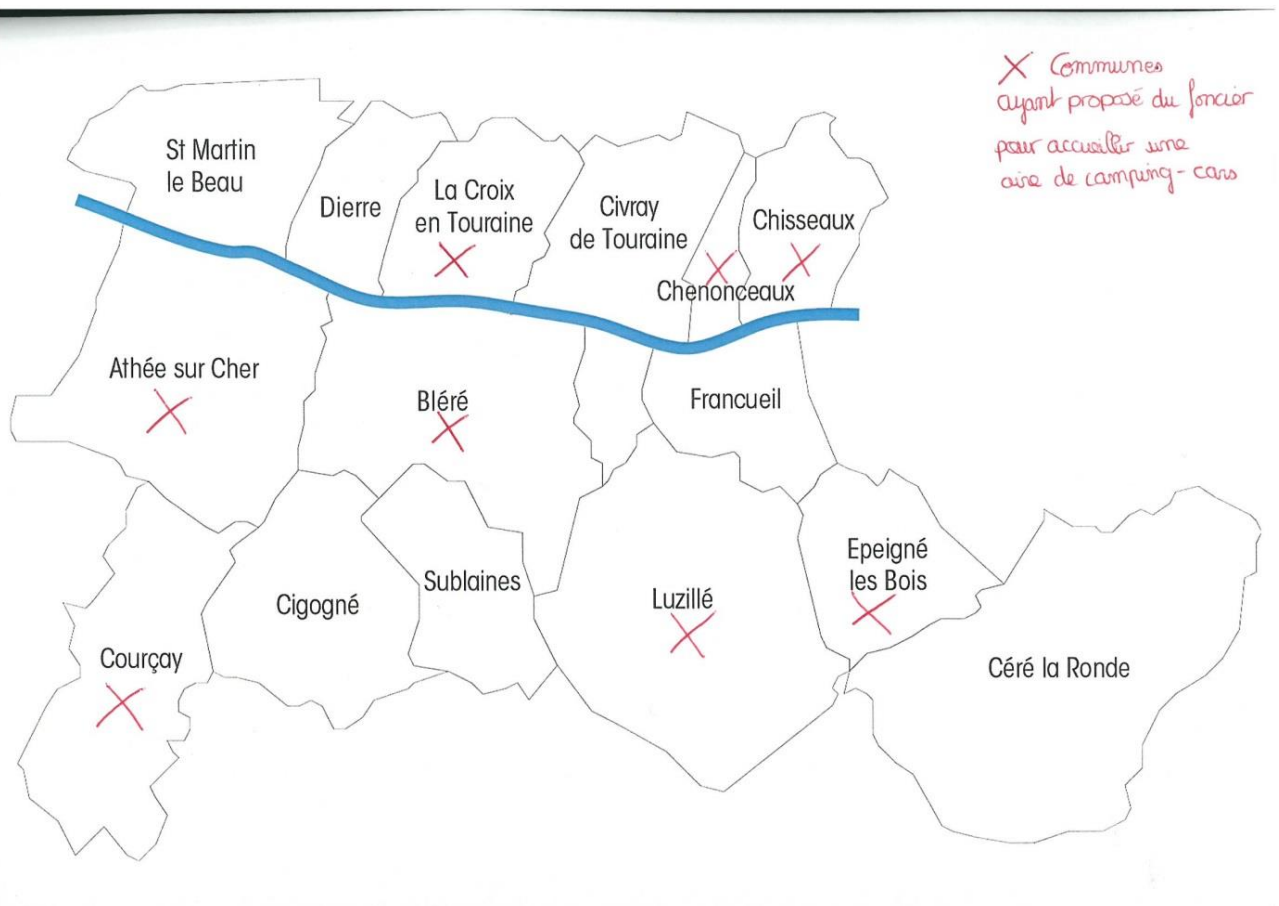 X Communes
ayant proposé du foncier
pour accueillir une
aire de camping-cars
St Martin
le Beau
Dierre
La Croix
en Touraine
Civray
de Touraine
Chisseaux
Chenonceaux
Athée sur Cher
Bléré
Francueil
Epeigné
les Bois
Sublaines
Cigogné
Luzillé
Courçay
Céré la Ronde